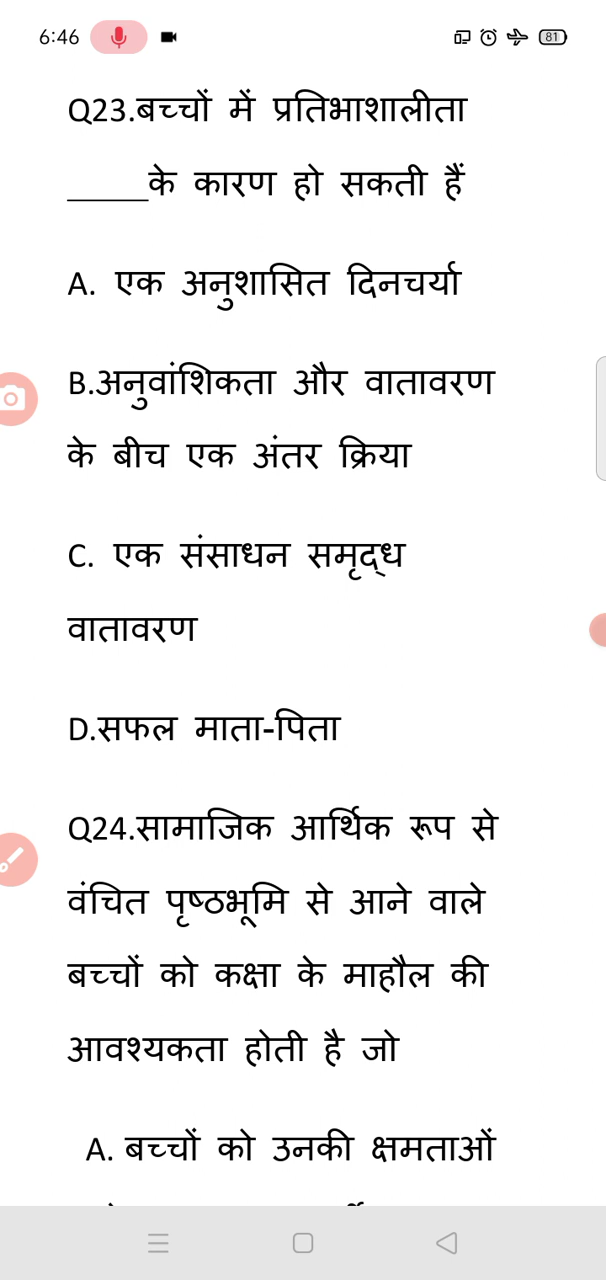 6:46
81
Q23.बच्चों में प्रतिभाशालीता
_____के कारण हो सकती हैं
A. एक अनुशासित दिनचर्या
B.अनुवांशिकता और वातावरण
के बीच एक अंतर क्रिया
C. एक संसाधन समृद्ध
वातावरण
D.सफल माता-पिता
Q24.सामाजिक आर्थिक रूप से
वंचित पृष्ठभूमि से आने वाले
बच्चों को कक्षा के माहौल की
आवश्यकता होती है जो
A. बच्चों को उनकी क्षमताओं